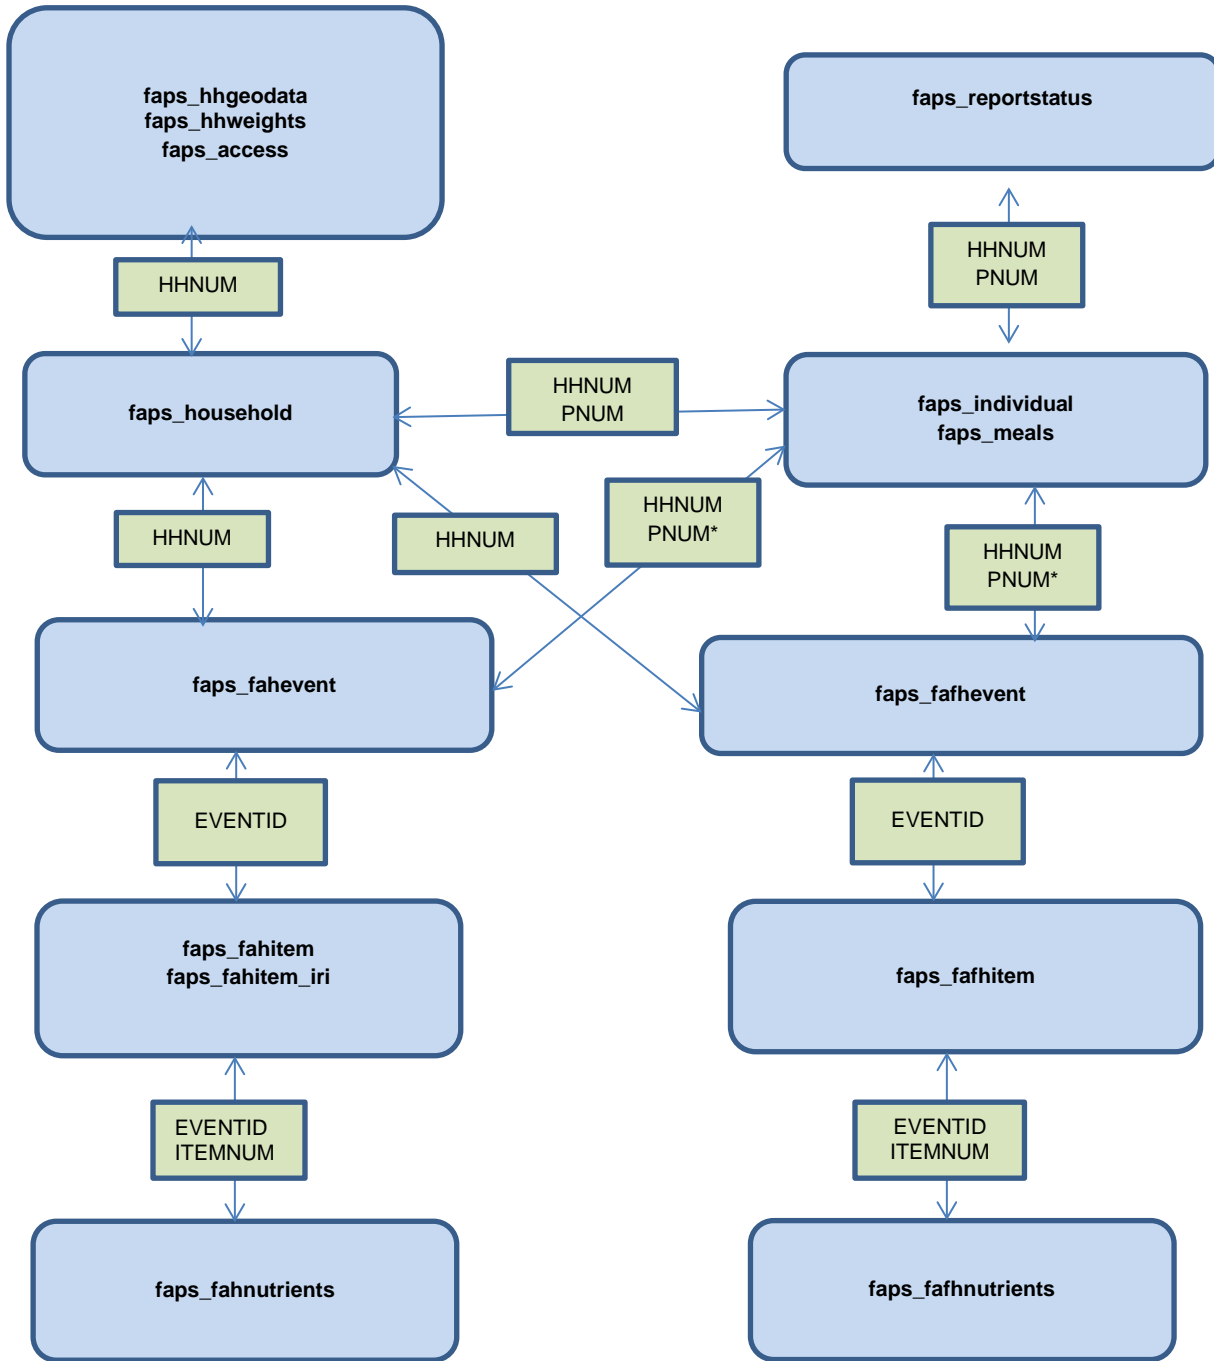 faps_hhgeodata
faps_hhweights
faps_access
faps_reportstatus
HHNUM
HHNUM
PNUM
faps_household
HHNUM
PNUM
faps_individual
faps_meals
HHNUM
HHNUM
HHNUM
PNUM*
HHNUM
PNUM*
faps_fahevent
faps_fafhevent
EVENTID
EVENTID
faps_fahitem
faps_fahitem_iri
faps_fafhitem
EVENTID
ITEMNUM
EVENTID
ITEMNUM
faps_fahnutrients
faps_fafhnutrients